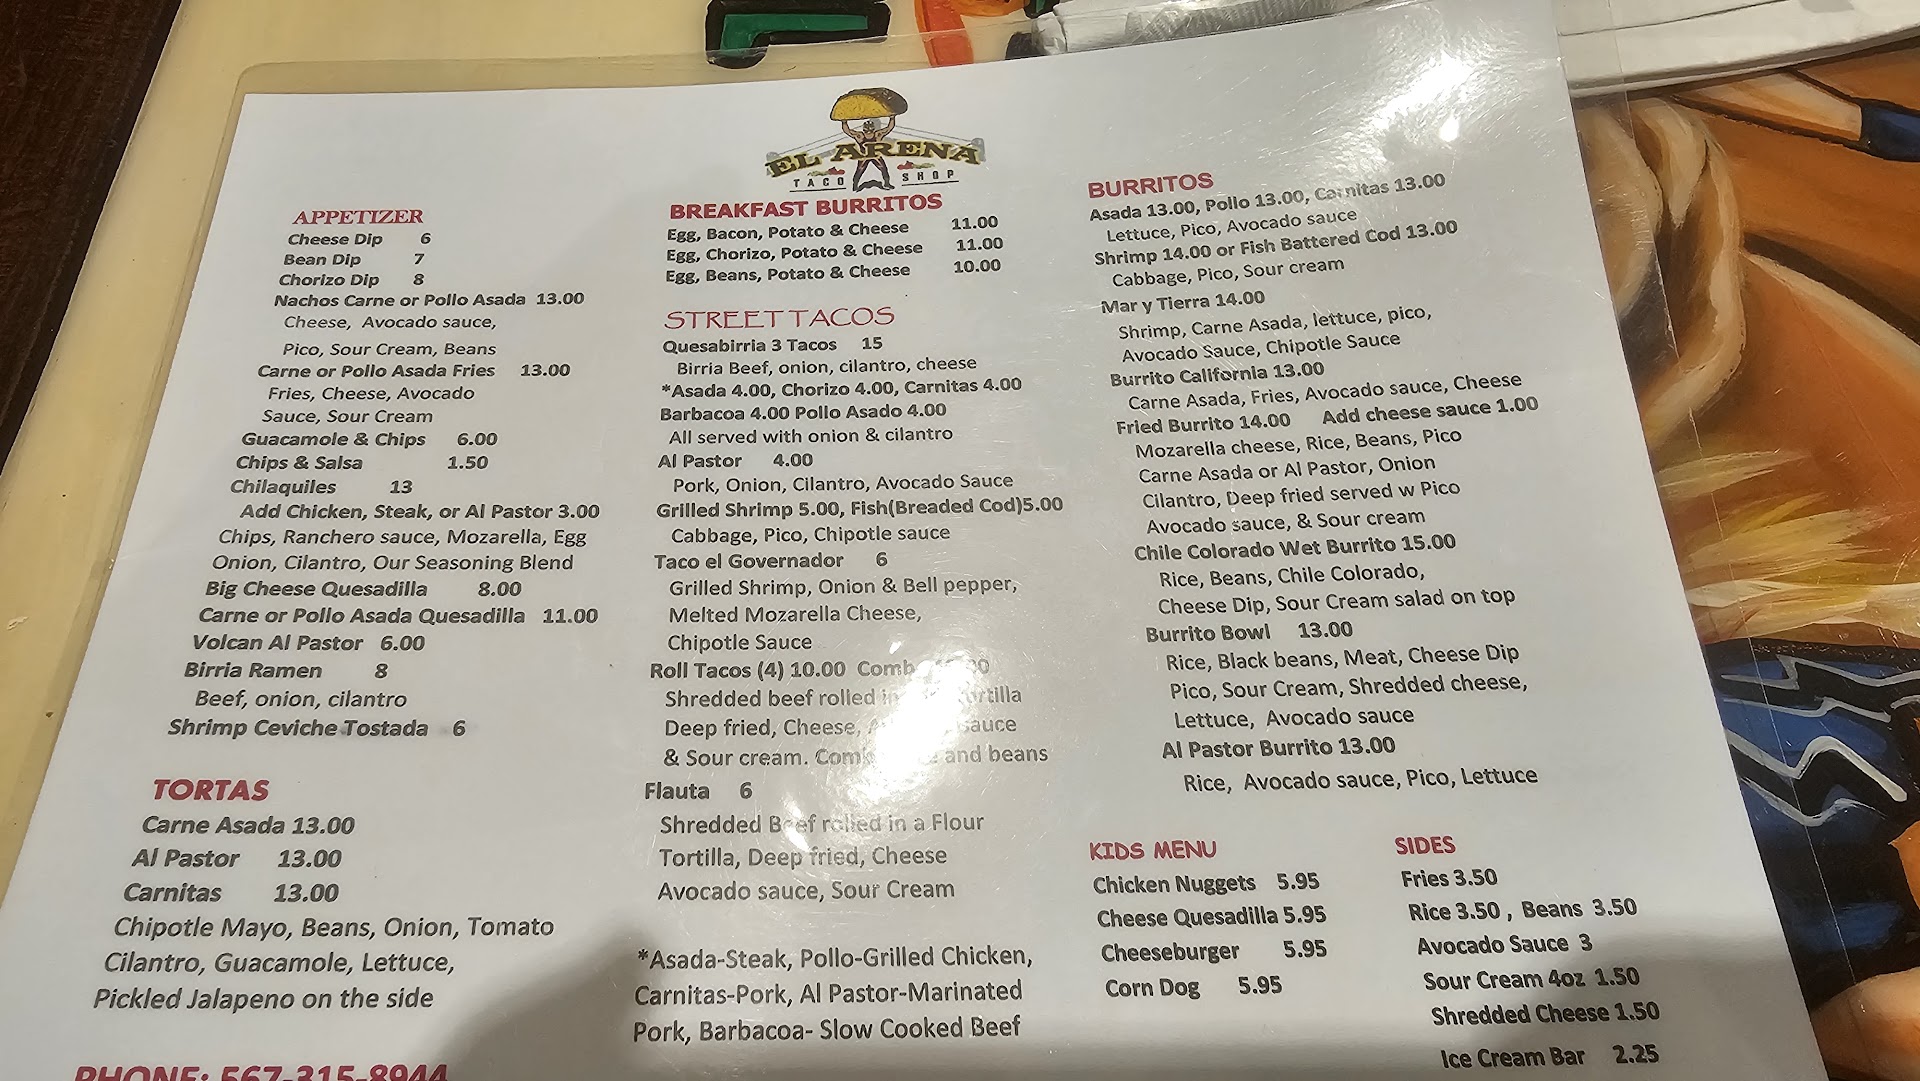 EL ARENA
TACO SHOP
APPETIZER
Cheese Dip 6
Bean Dip 7
Chorizo Dip 8
Nachos Carne or Pollo Asada 13.00
Cheese, Avocado sauce,
Pico, Sour Cream, Beans
Carne or Pollo Asada Fries 13.00
Fries, Cheese, Avocado
Sauce, Sour Cream
Guacamole & Chips 6.00
Chips & Salsa 1.50
Chilaquiles 13
Add Chicken, Steak, or Al Pastor 3.00
Chips, Ranchero sauce, Mozarella, Egg
Onion, Cilantro, Our Seasoning Blend
Big Cheese Quesadilla 8.00
Carne or Pollo Asada Quesadilla 11.00
Volcan Al Pastor 6.00
Birria Ramen 8
Beef, onion, cilantro
Shrimp Ceviche Tostada 6
TORTAS
Carne Asada 13.00
Al Pastor 13.00
Carnitas 13.00
Chipotle Mayo, Beans, Onion, Tomato
Cilantro, Guacamole, Lettuce,
Pickled Jalapeno on the side
PHONE: 567-315-8944
BREAKFAST BURRITOS
Egg, Bacon, Potato & Cheese 11.00
Egg, Chorizo, Potato & Cheese 11.00
Egg, Beans, Potato & Cheese 10.00
STREET TACOS
Quesabirria 3 Tacos 15
Birria Beef, onion, cilantro, cheese
*Asada 4.00, Chorizo 4.00, Carnitas 4.00
Barbacoa 4.00 Pollo Asado 4.00
All served with onion & cilantro
Al Pastor 4.00
Pork, Onion, Cilantro, Avocado Sauce
Grilled Shrimp 5.00, Fish(Breaded Cod)5.00
Cabbage, Pico, Chipotle sauce
Taco el Governador 6
Grilled Shrimp, Onion & Bell pepper,
Melted Mozarella Cheese,
Chipotle Sauce
Roll Tacos (4) 10.00
Shredded beef rolled in
Deep fried, Cheese, sauce
& Sour cream. and beans
Flauta 6
Shredded Beef rolled in a Flour
Tortilla, Deep fried, Cheese
Avocado sauce, Sour Cream
*Asada-Steak, Pollo-Grilled Chicken,
Carnitas-Pork, Al Pastor-Marinated
Pork, Barbacoa- Slow Cooked Beef
BURRITOS
Asada 13.00, Pollo 13.00, Carnitas 13.00
Lettuce, Pico, Avocado sauce
Shrimp 14.00 or Fish Battered Cod 13.00
Cabbage, Pico, Sour cream
Mar y Tierra 14.00
Shrimp, Carne Asada, lettuce, pico,
Avocado Sauce, Chipotle Sauce
Burrito California 13.00
Carne Asada, Fries, Avocado sauce, Cheese
Fried Burrito 14.00 Add cheese sauce 1.00
Mozarella cheese, Rice, Beans, Pico
Carne Asada or Al Pastor, Onion
Cilantro, Deep fried served w Pico
Avocado sauce, & Sour cream
Chile Colorado Wet Burrito 15.00
Rice, Beans, Chile Colorado,
Cheese Dip, Sour Cream salad on top
Burrito Bowl 13.00
Rice, Black beans, Meat, Cheese Dip
Pico, Sour Cream, Shredded cheese,
Lettuce, Avocado sauce
Al Pastor Burrito 13.00
Rice, Avocado sauce, Pico, Lettuce
KIDS MENU
Chicken Nuggets 5.95
Cheese Quesadilla 5.95
Cheeseburger 5.95
Corn Dog 5.95
SIDES
Fries 3.50
Rice 3.50 , Beans 3.50
Avocado Sauce 3
Sour Cream 4oz 1.50
Shredded Cheese 1.50
Ice Cream Bar 2.25